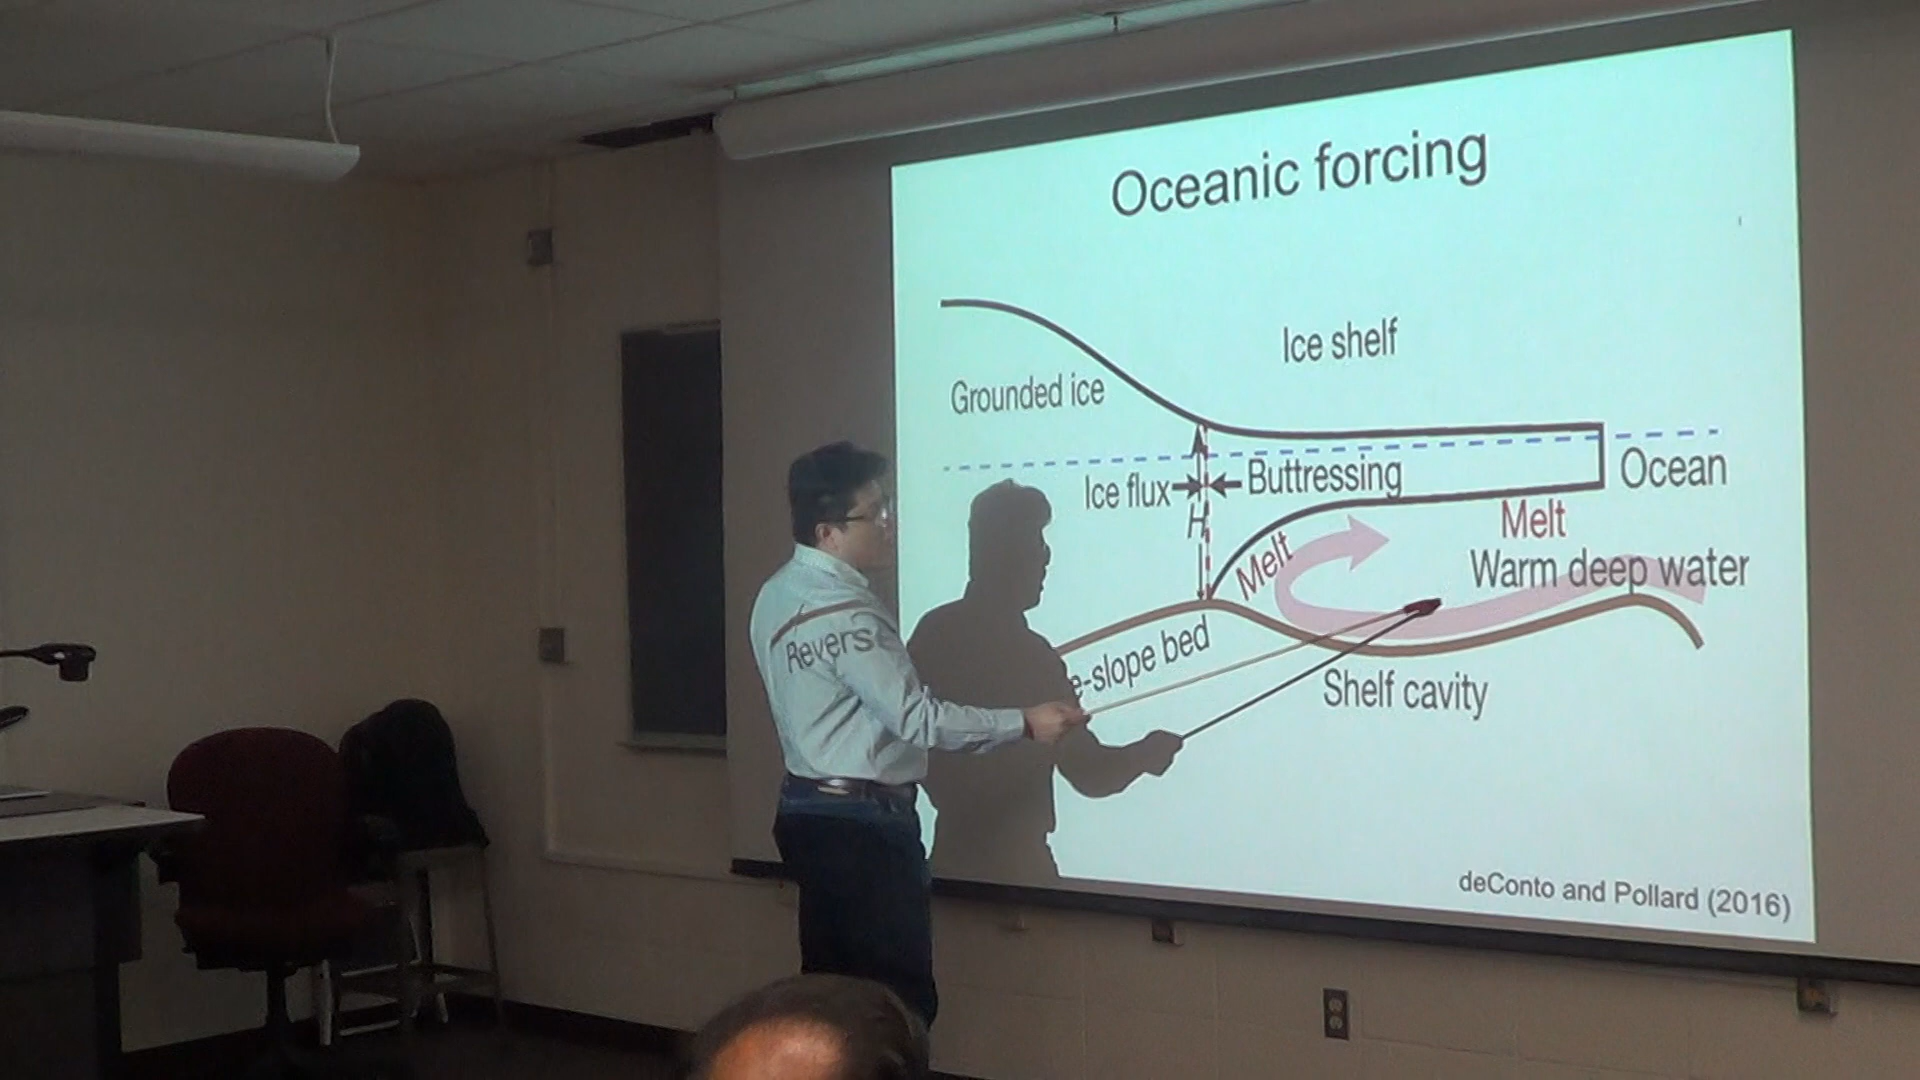 Oceanic forcing
Ice shelf
Grounded ice
Ice flux
Buttressing
Ocean
H
Melt
Melt
Warm deep water
Reverse-slope bed
Shelf cavity
deConto and Pollard (2016)